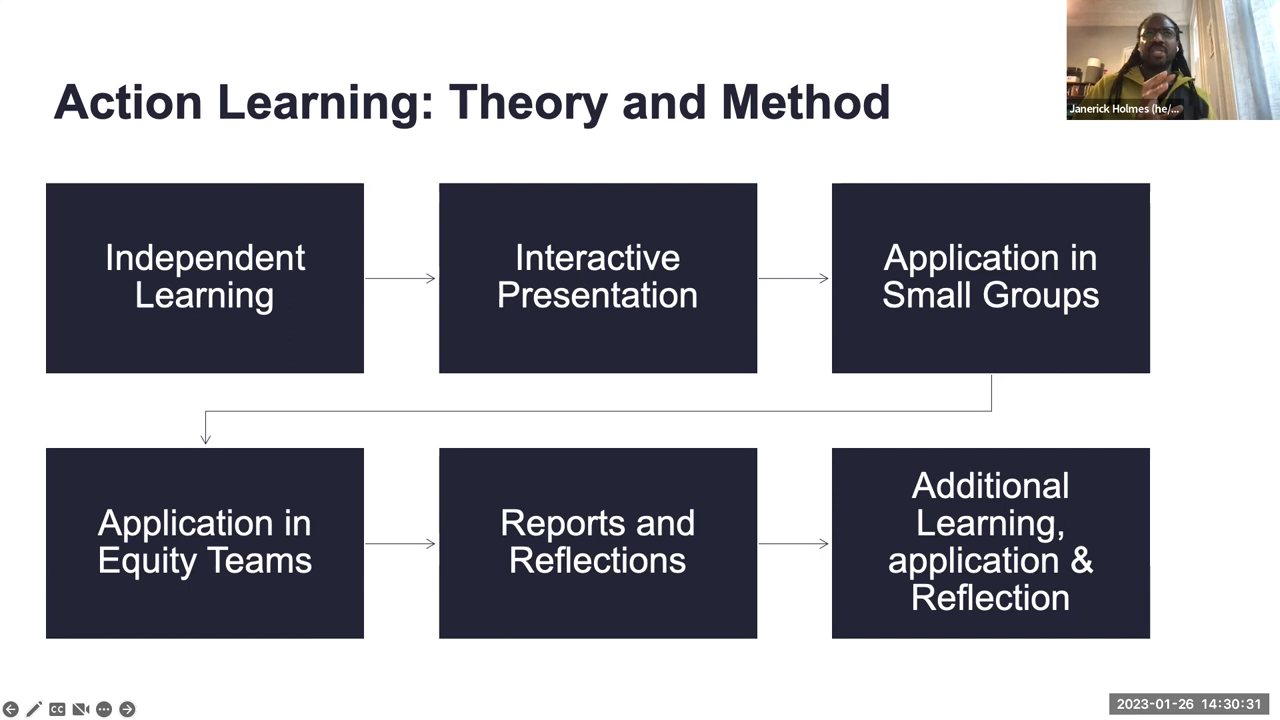 Action Learning: Theory and Method
Janerick Holmes (he/...
Independent
Learning
Interactive
Presentation
Application in
Small Groups
Application in
Equity Teams
Reports and
Reflections
Additional
Learning,
application &
Reflection
CC
2023-01-26 14:30:31